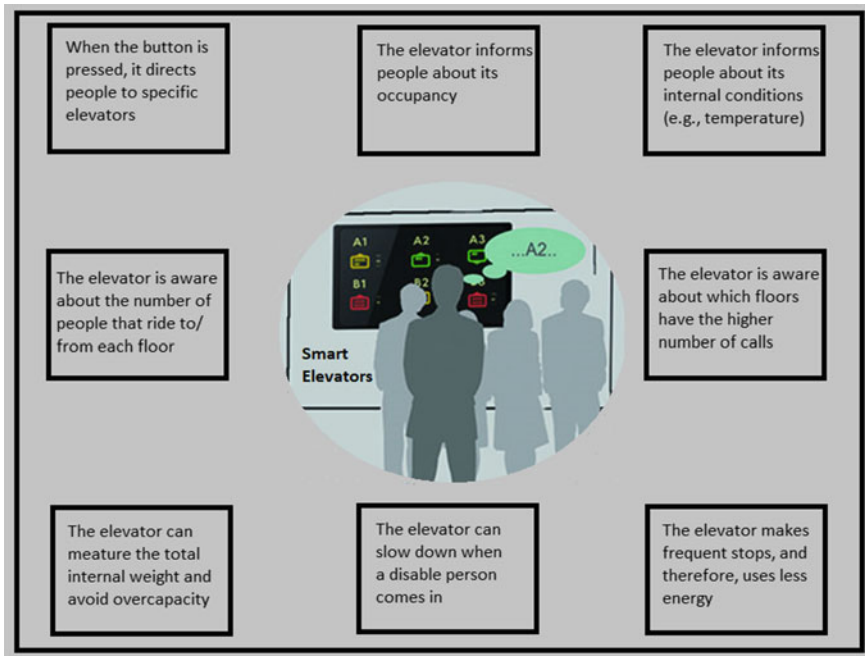 When the button is
pressed, it directs
people to specific
elevators
The elevator informs
people about its
occupancy
The elevator informs
people about its
internal conditions
(e.g., temperature)
The elevator is aware
about the number of
people that ride to/
from each floor
A1
A2
A3
...A2..
B1
B2
Smart
Elevators
The elevator is aware
about which floors
have the higher
number of calls
The elevator can
meature the total
internal weight and
avoid overcapacity
The elevator can
slow down when
a disable person
comes in
The elevator makes
frequent stops, and
therefore, uses less
energy